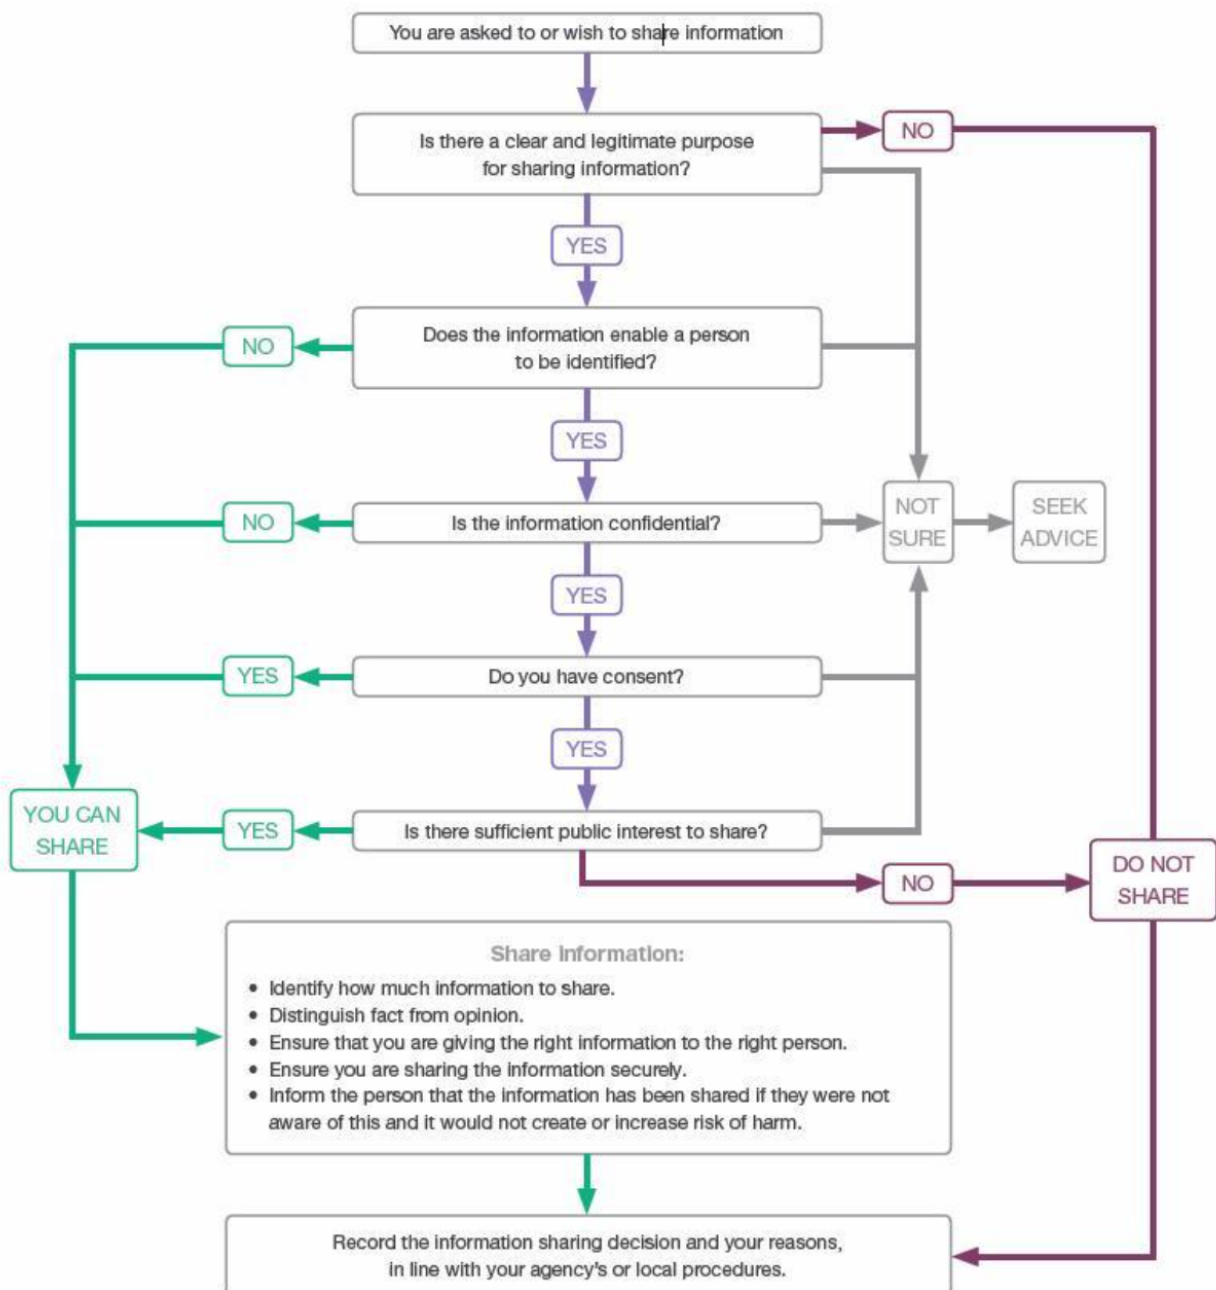 You are asked to or wish to share information
Is there a clear and legitimate purpose
for sharing information?
NO
YES
Does the information enable a person
to be identified?
NO
YES
Is the information confidential?
NO
NOT
SURE
SEEK
ADVICE
YES
Do you have consent?
YES
YES
Is there sufficient public interest to share?
YES
YOU CAN
SHARE
NO
DO NOT
SHARE
Share Information:
• Identify how much information to share.
• Distinguish fact from opinion.
• Ensure that you are giving the right information to the right person.
• Ensure you are sharing the information securely.
• Inform the person that the information has been shared if they were not
aware of this and it would not create or increase risk of harm.
Record the information sharing decision and your reasons,
in line with your agency's or local procedures.